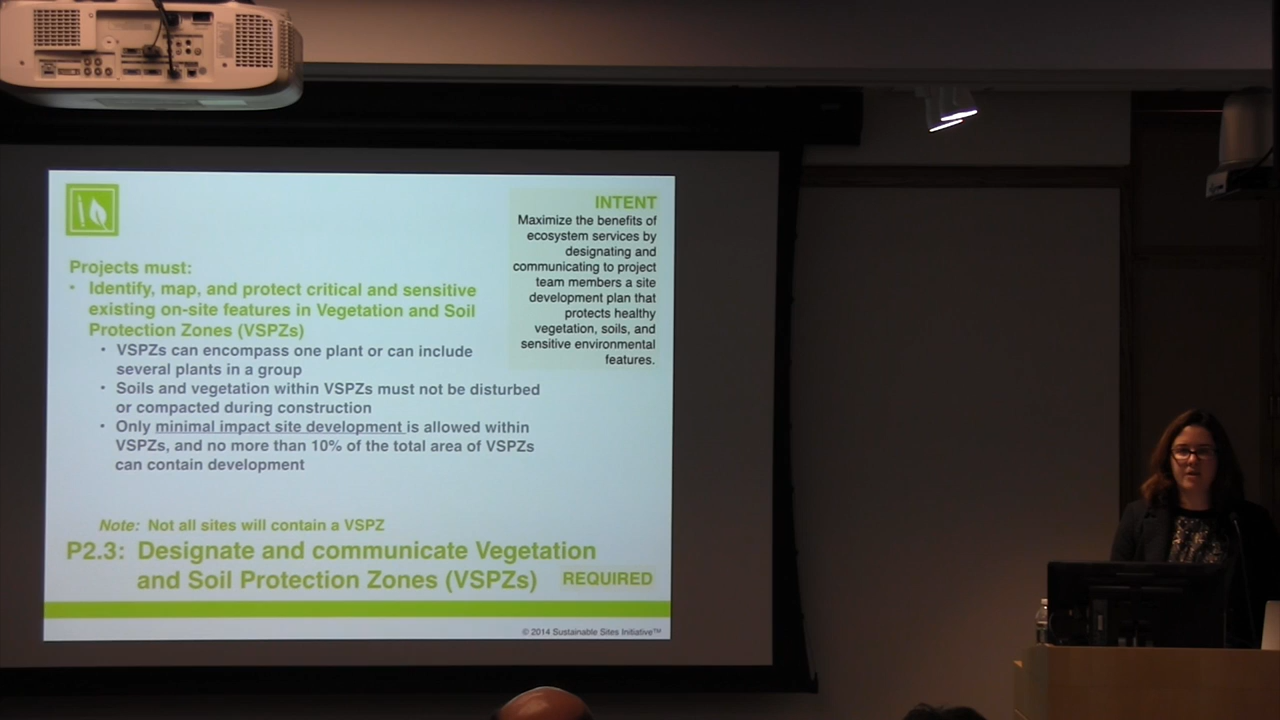 INTENT
Maximize the benefits of
ecosystem services by
designating and
communicating to project
team members a site
development plan that
protects healthy
vegetation, soils, and
sensitive environmental
features.
Projects must:
• Identify, map, and protect critical and sensitive
existing on-site features in Vegetation and Soil
Protection Zones (VSPZs)
• VSPZs can encompass one plant or can include
several plants in a group
• Soils and vegetation within VSPZs must not be disturbed
or compacted during construction
• Only minimal impact site development is allowed within
VSPZs, and no more than 10% of the total area of VSPZs
can contain development
Note: Not all sites will contain a VSPZ
P2.3: Designate and communicate Vegetation
and Soil Protection Zones (VSPZs) REQUIRED
© 2014 Sustainable Sites Initiative™